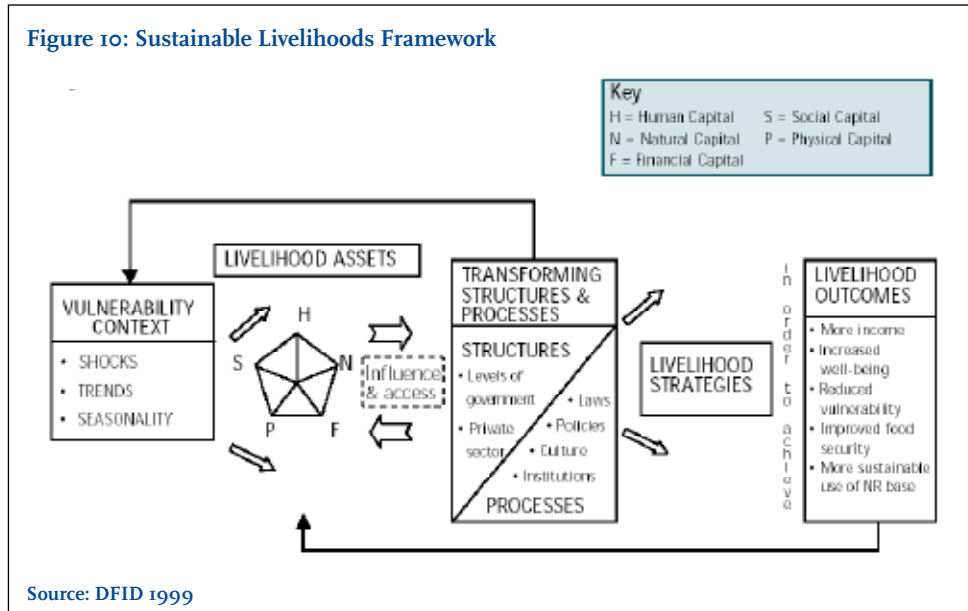 Figure 10: Sustainable Livelihoods Framework
Key
H = Human Capital S = Social Capital
N = Natural Capital P = Physical Capital
F = Financial Capital
LIVELIHOOD ASSETS
VULNERABILITY
CONTEXT
• SHOCKS
• TRENDS
• SEASONALITY
H
S
N
P
F
Influence
& access
TRANSFORMING
STRUCTURES &
PROCESSES
STRUCTURES
• Levels of
government
• Private
sector
• Laws
• Policies
• Culture
• Institutions
PROCESSES
LIVELIHOOD
STRATEGIES
in order to achieve
LIVELIHOOD
OUTCOMES
• More income
• Increased
well-being
• Reduced
vulnerability
• Improved food
security
• More sustainable
use of NR base
Source: DFID 1999